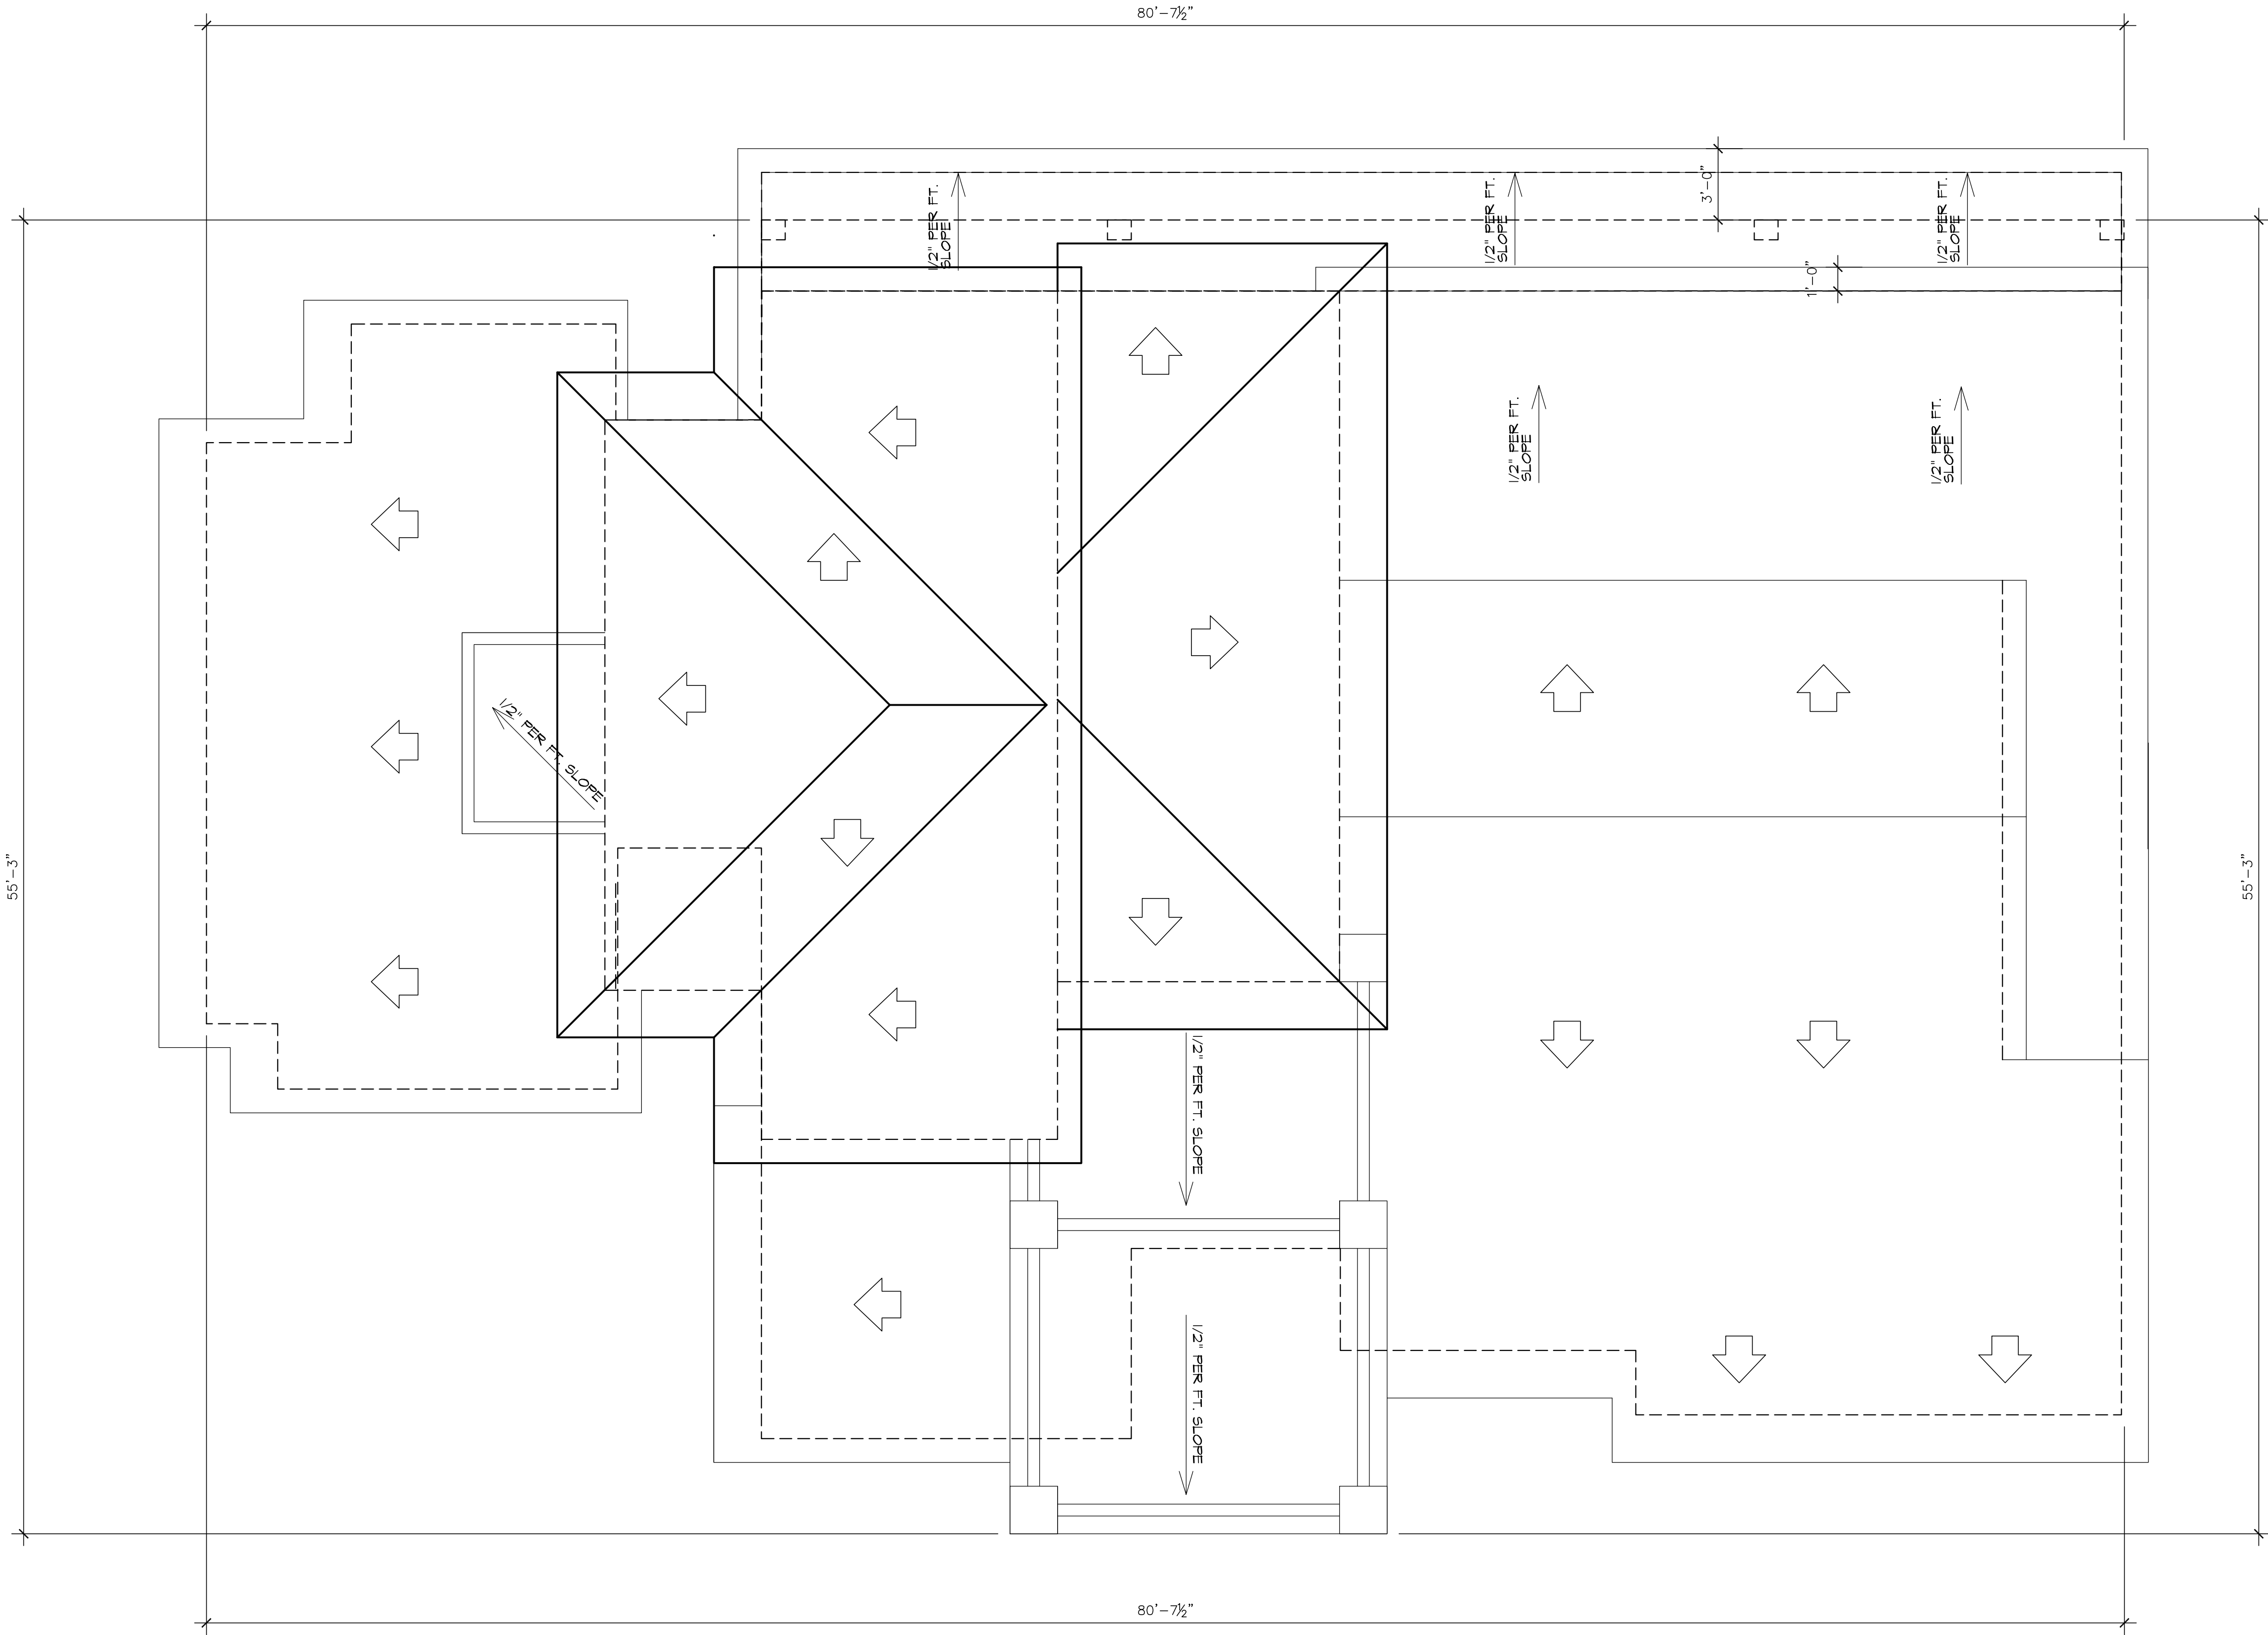 80'-7½"
1/2" PER FT.
SLOPE
1/2" PER FT.
SLOPE
3'-0"
1/2" PER FT.
SLOPE
1'-0"
1/2" PER FT.
SLOPE
1/2" PER FT.
SLOPE
1/2" PER FT. SLOPE
55'-3"
55'-3"
1/2" PER FT. SLOPE
1/2" PER FT. SLOPE
80'-7½"